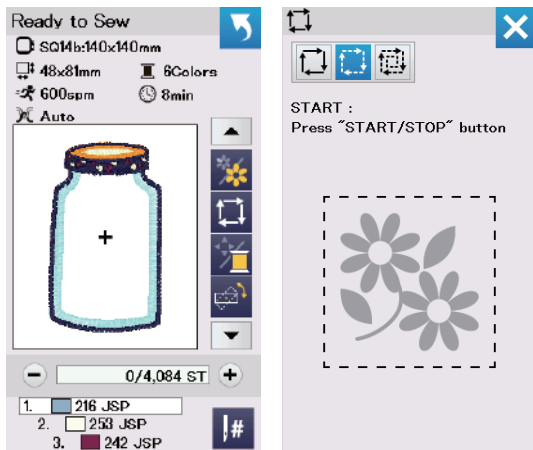 Ready to Sew
SQ14b:140x140mm
48x81mm 6Colors
600spm 8min
Auto
0/4,084 ST
1. 216 JSP
2. 253 JSP
3. 242 JSP
#
START :
Press "START/STOP" button